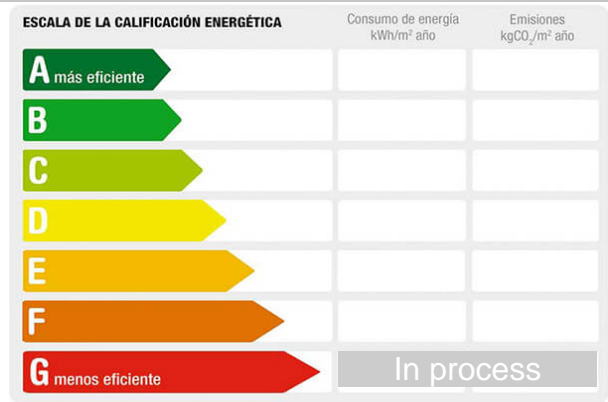 ESCALA DE LA CALIFICACIÓN ENERGÉTICA
Consumo de energía
kWh/m² año
Emisiones
kgCO₂/m² año
A más eficiente
B
C
D
E
F
G menos eficiente
In process